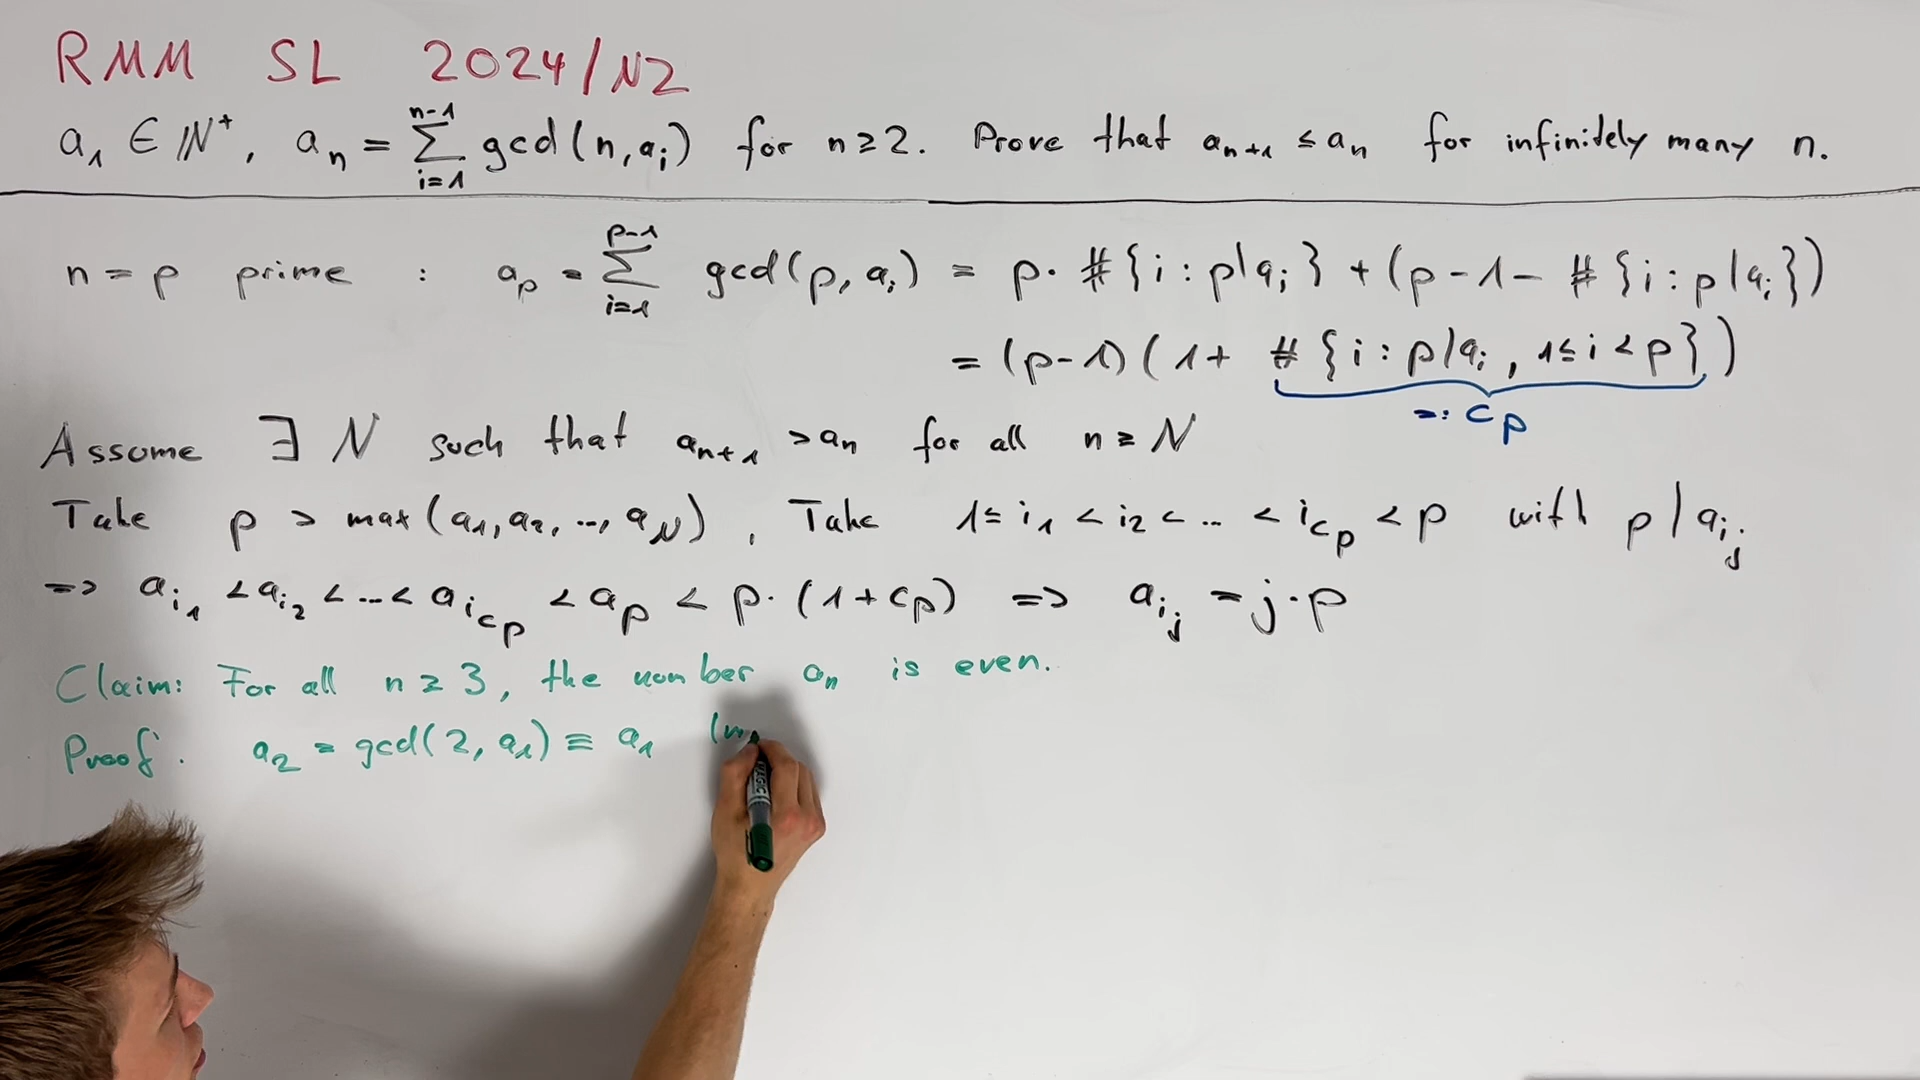 RMM SL 2024/N2
a₁ ∈ ℕ⁺, aₙ = ∑_{i=1}^{n-1} gcd(n, aᵢ) for n ≥ 2. Prove that aₙ₊₁ ≤ aₙ for infinitely many n.
n = p prime : a_p = ∑_{i=1}^{p-1} gcd(p, aᵢ) = p · #{i : p | aᵢ} + (p - 1 - #{i : p | aᵢ})
= (p - 1)(1 + #{i : p | aᵢ, 1 ≤ i < p})
=: c_p
Assume ∃ N such that aₙ₊₁ > aₙ for all n ≥ N
Take p > max(a₁, a₂, ..., a_N), Take 1 ≤ i₁ < i₂ < ... < i_{c_p} < p with p | a_{i_j}
=> a_{i₁} < a_{i₂} < ... < a_{i_{c_p}} < a_p < p · (1 + c_p) => a_{i_j} = j · p
Claim: For all n ≥ 3, the number aₙ is even.
Proof: a₂ = gcd(2, a₁) ≡ a₁ (m